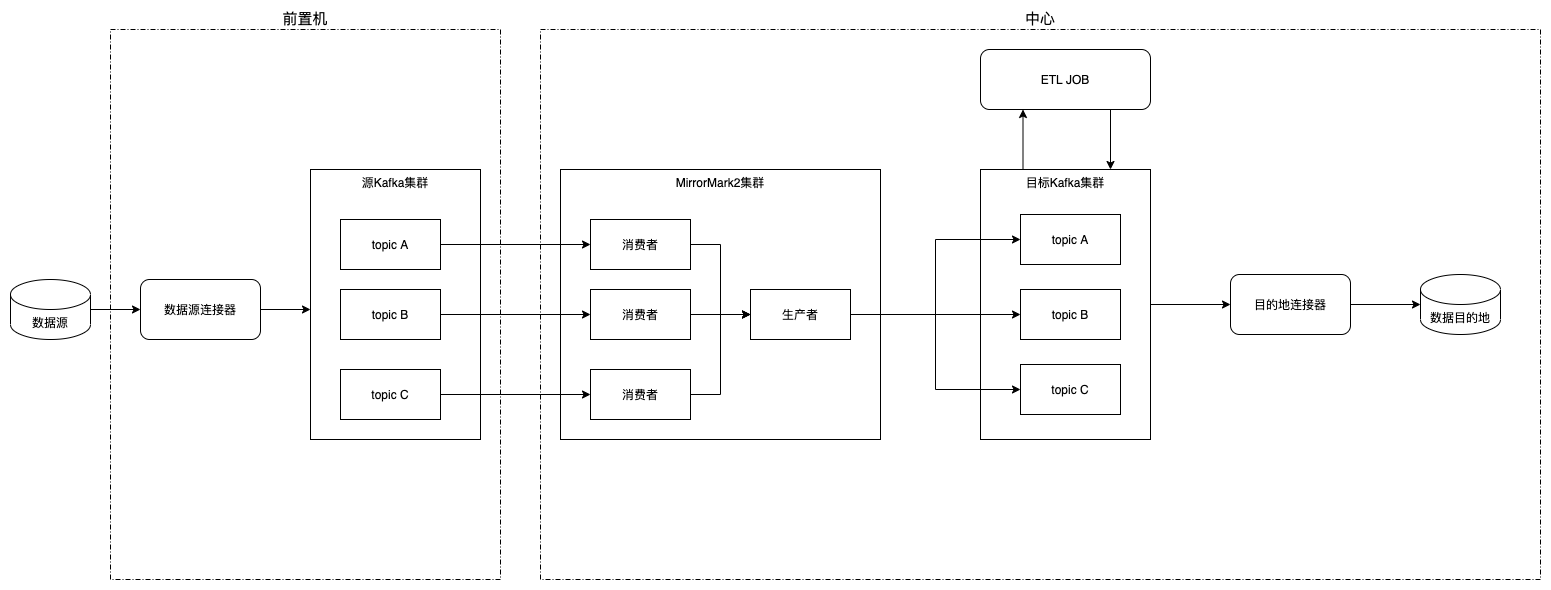 前置机
中心
ETL JOB
源Kafka集群
MirrorMark2集群
目标Kafka集群
topic A
消费者
topic A
数据源
数据源连接器
topic B
消费者
生产者
topic B
目的地连接器
数据目的地
topic C
消费者
topic C